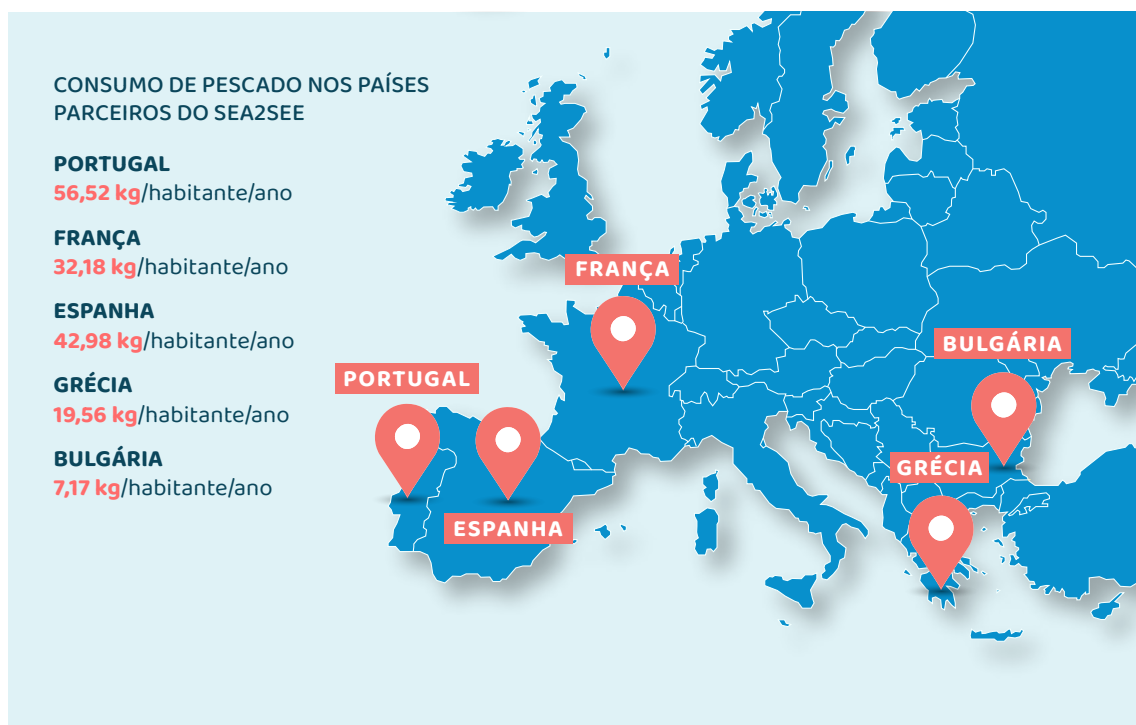 CONSUMO DE PESCADO NOS PAÍSES
PARCEIROS DO SEA2SEE
PORTUGAL
56,52 kg/habitante/ano
FRANÇA
32,18 kg/habitante/ano
ESPANHA
42,98 kg/habitante/ano
GRÉCIA
19,56 kg/habitante/ano
BULGÁRIA
7,17 kg/habitante/ano
FRANÇA
BULGÁRIA
PORTUGAL
GRÉCIA
ESPANHA